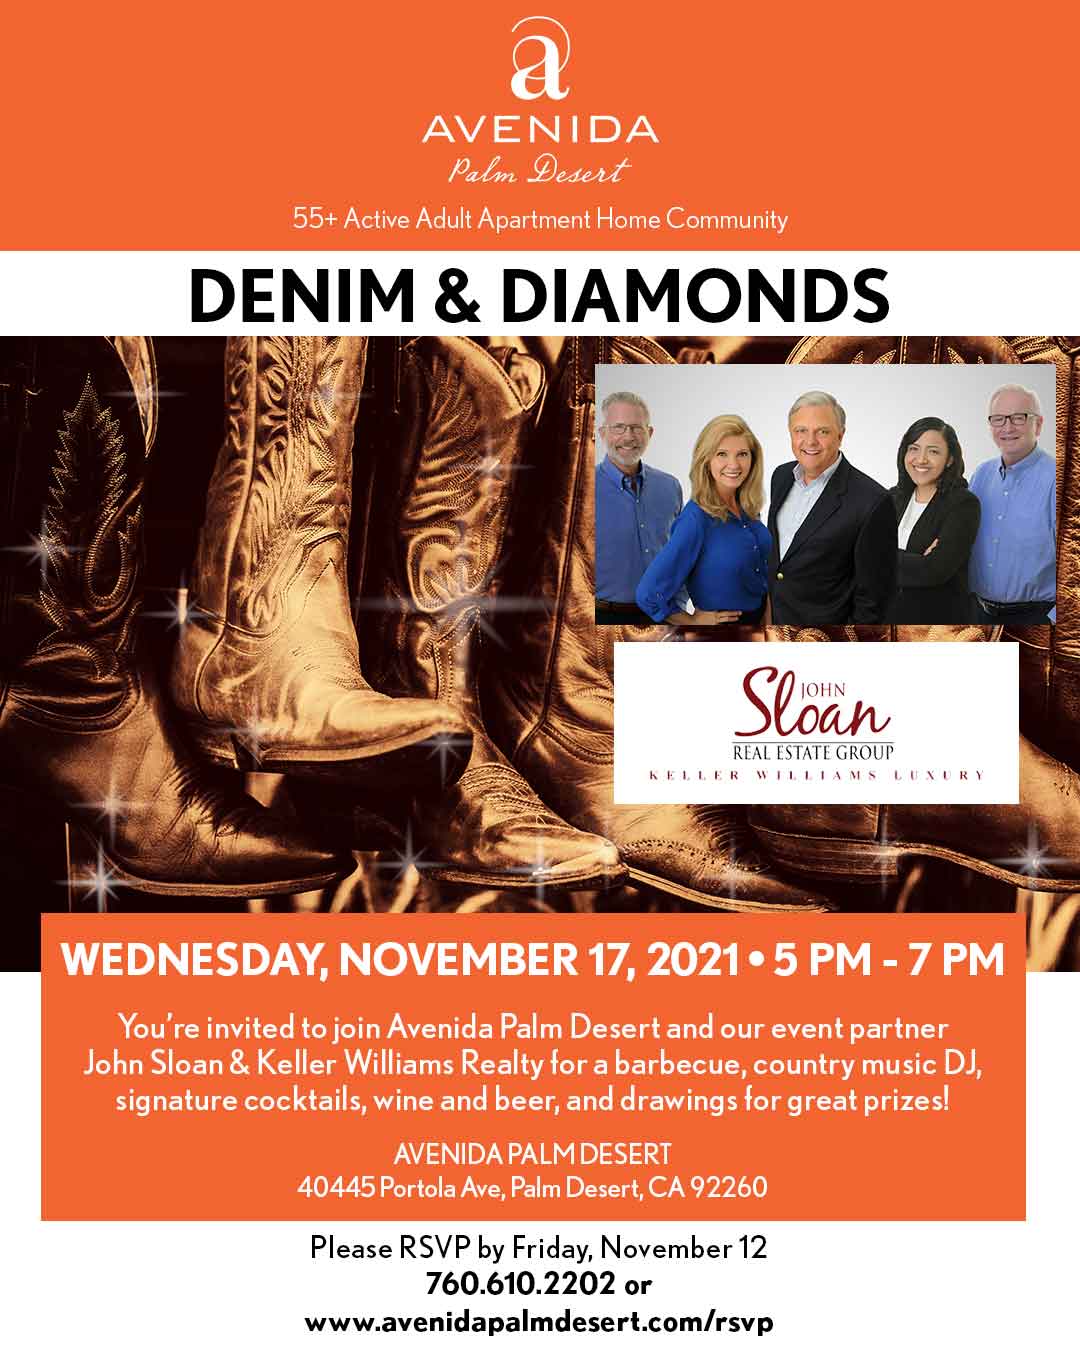 a
AVENIDA
Palm Desert
55+ Active Adult Apartment Home Community
DENIM & DIAMONDS
JOHN
Sloan
REAL ESTATE GROUP
KELLER WILLIAMS LUXURY
WEDNESDAY, NOVEMBER 17, 2021 • 5 PM - 7 PM
You're invited to join Avenida Palm Desert and our event partner
John Sloan & Keller Williams Realty for a barbecue, country music DJ,
signature cocktails, wine and beer, and drawings for great prizes!
AVENIDA PALM DESERT
40445 Portola Ave, Palm Desert, CA 92260
Please RSVP by Friday, November 12
760.610.2202 or
www.avenidapalmdesert.com/rsvp